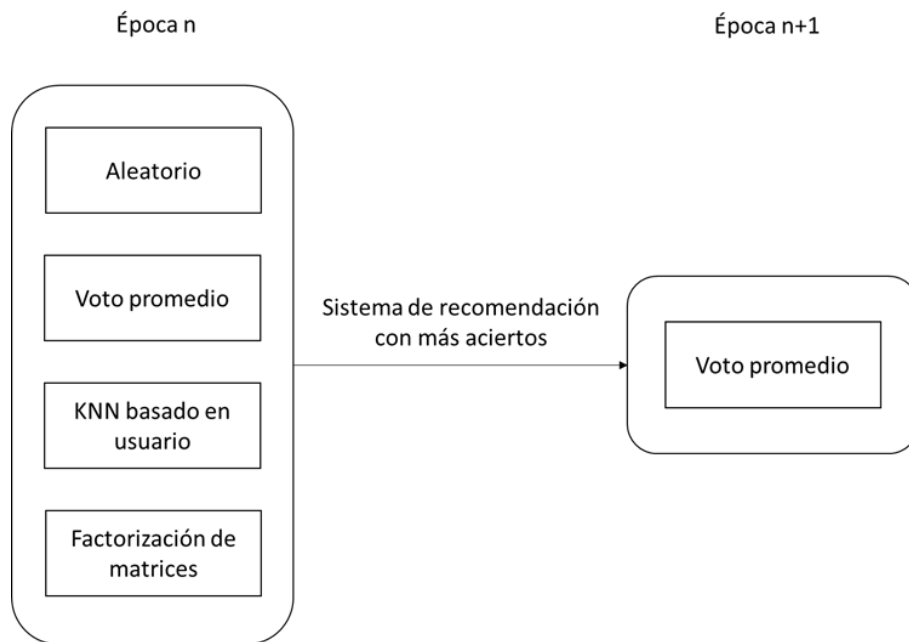 Época n
Época n+1
Aleatorio
Voto promedio
KNN basado en
usuario
Factorización de
matrices
Sistema de recomendación
con más aciertos
Voto promedio